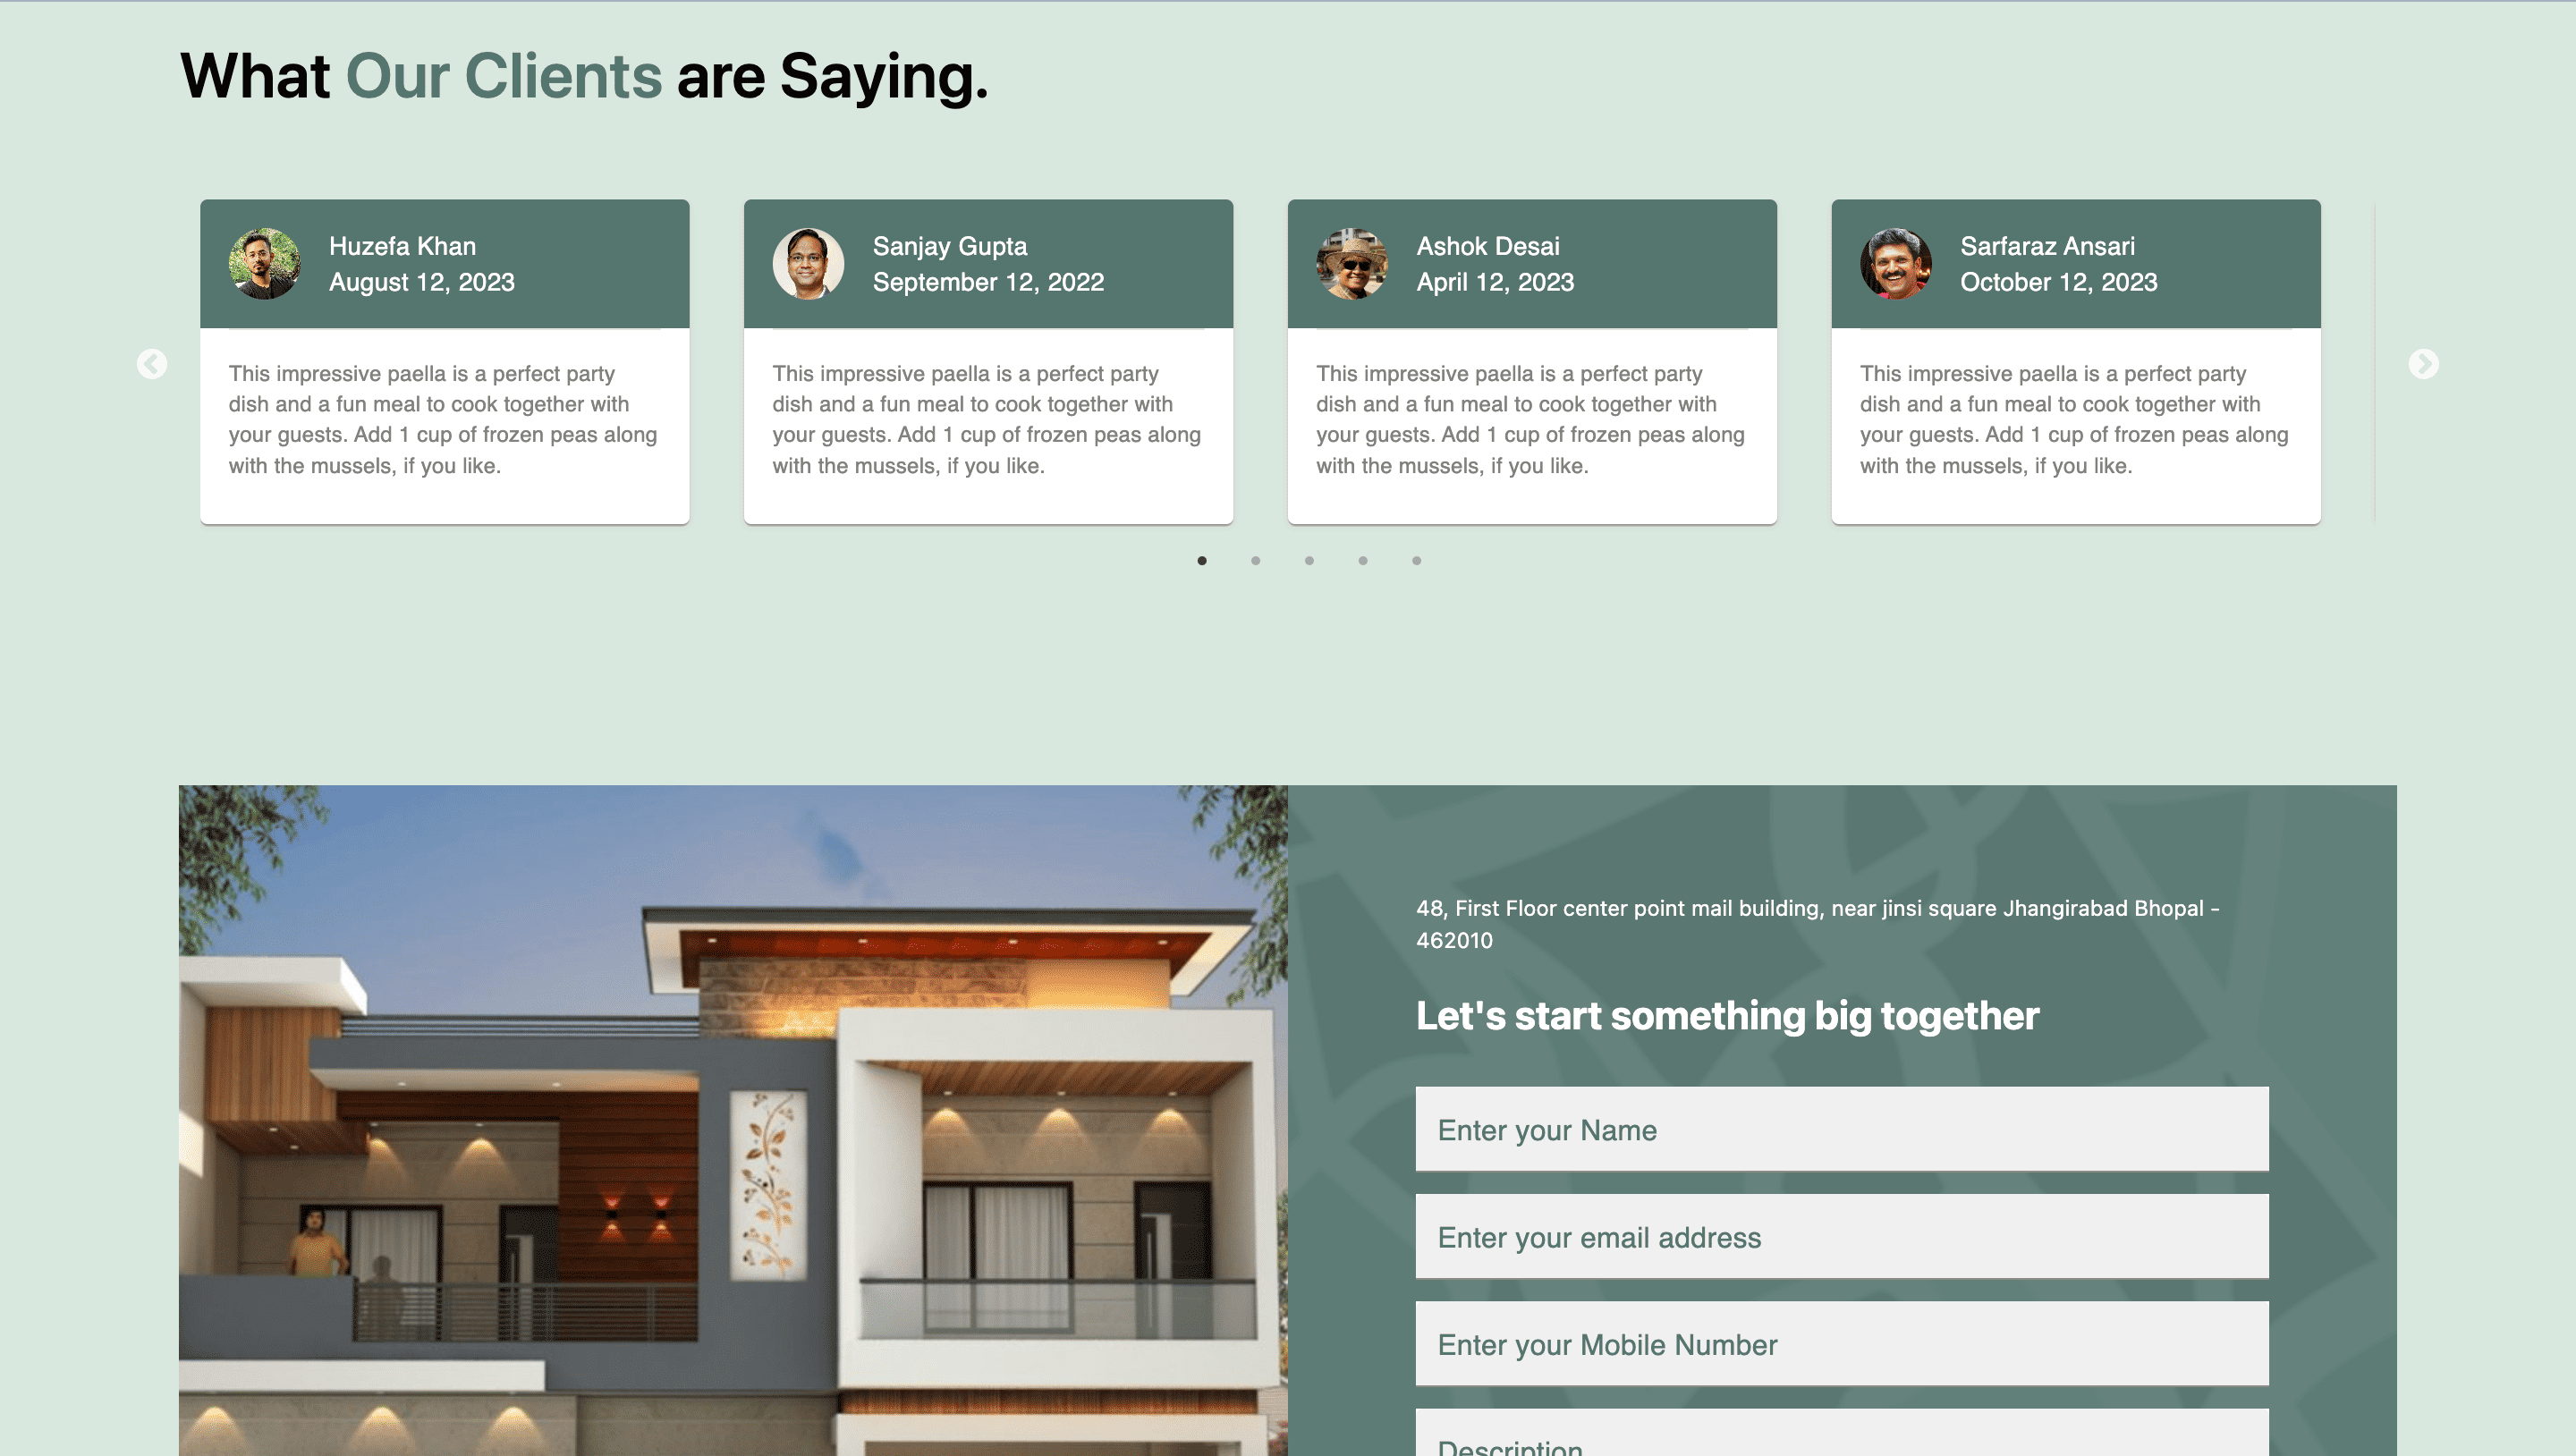 What Our Clients are Saying.
Huzefa Khan
August 12, 2023
This impressive paella is a perfect party
dish and a fun meal to cook together with
your guests. Add 1 cup of frozen peas along
with the mussels, if you like.
Sanjay Gupta
September 12, 2022
This impressive paella is a perfect party
dish and a fun meal to cook together with
your guests. Add 1 cup of frozen peas along
with the mussels, if you like.
Ashok Desai
April 12, 2023
This impressive paella is a perfect party
dish and a fun meal to cook together with
your guests. Add 1 cup of frozen peas along
with the mussels, if you like.
Sarfaraz Ansari
October 12, 2023
This impressive paella is a perfect party
dish and a fun meal to cook together with
your guests. Add 1 cup of frozen peas along
with the mussels, if you like.
48, First Floor center point mail building, near jinsi square Jhangirabad Bhopal -
462010
Let's start something big together
Enter your Name
Enter your email address
Enter your Mobile Number
Description